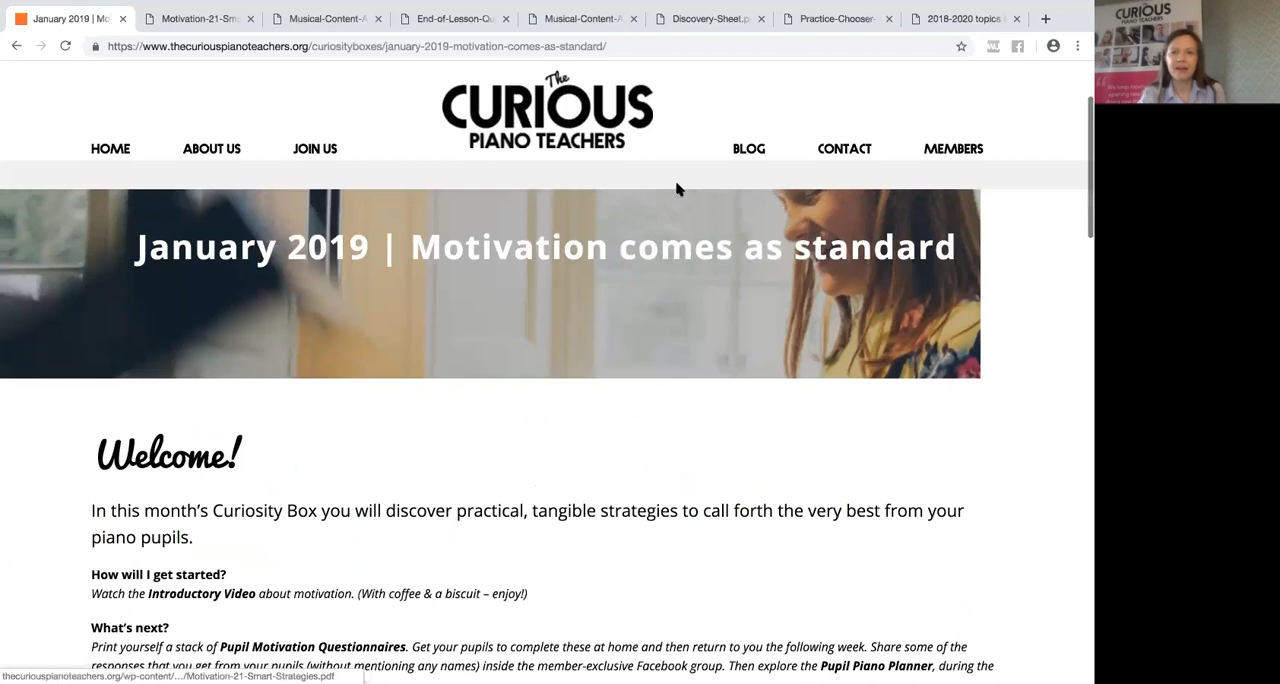 January 2019 | Mo
Motivation-21-Sma
Musical-Content-A
End-of-Lesson-Qu
Musical-Content-A
Discovery-Sheet.p
Practice-Chooser-
2018-2020 topics
https://www.thecuriouspianoteachers.org/curiosityboxes/january-2019-motivation-comes-as-standard/
The
CURIOUS
PIANO TEACHERS
HOME
ABOUT US
JOIN US
BLOG
CONTACT
MEMBERS
January 2019 | Motivation comes as standard
Welcome!
In this month's Curiosity Box you will discover practical, tangible strategies to call forth the very best from your
piano pupils.
How will I get started?
Watch the Introductory Video about motivation. (With coffee & a biscuit – enjoy!)
What's next?
Print yourself a stack of Pupil Motivation Questionnaires. Get your pupils to complete these at home and then return to you the following week. Share some of the
responses that you get from your pupils (without mentioning any names) inside the member-exclusive Facebook group. Then explore the Pupil Piano Planner, during the
thecuriouspianoteachers.org/wp-content/.../Motivation-21-Smart-Strategies.pdf
CURIOUS
PIANO TEACHERS